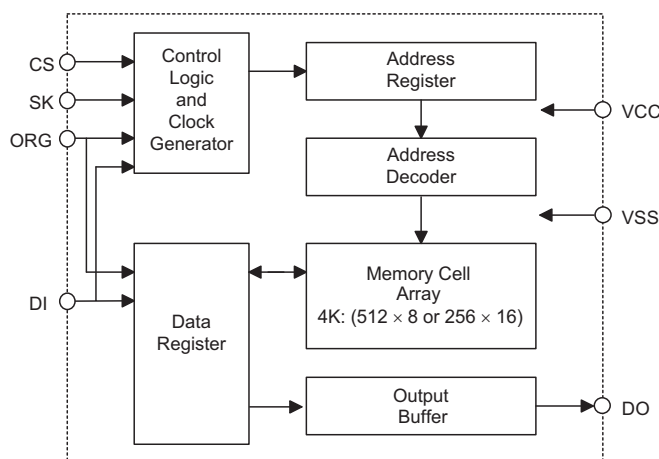 CS
SK
ORG
DI
Control
Logic
and
Clock
Generator
Address
Register
Address
Decoder
Data
Register
Memory Cell
Array
4K: (512 × 8 or 256 × 16)
Output
Buffer
VCC
VSS
DO